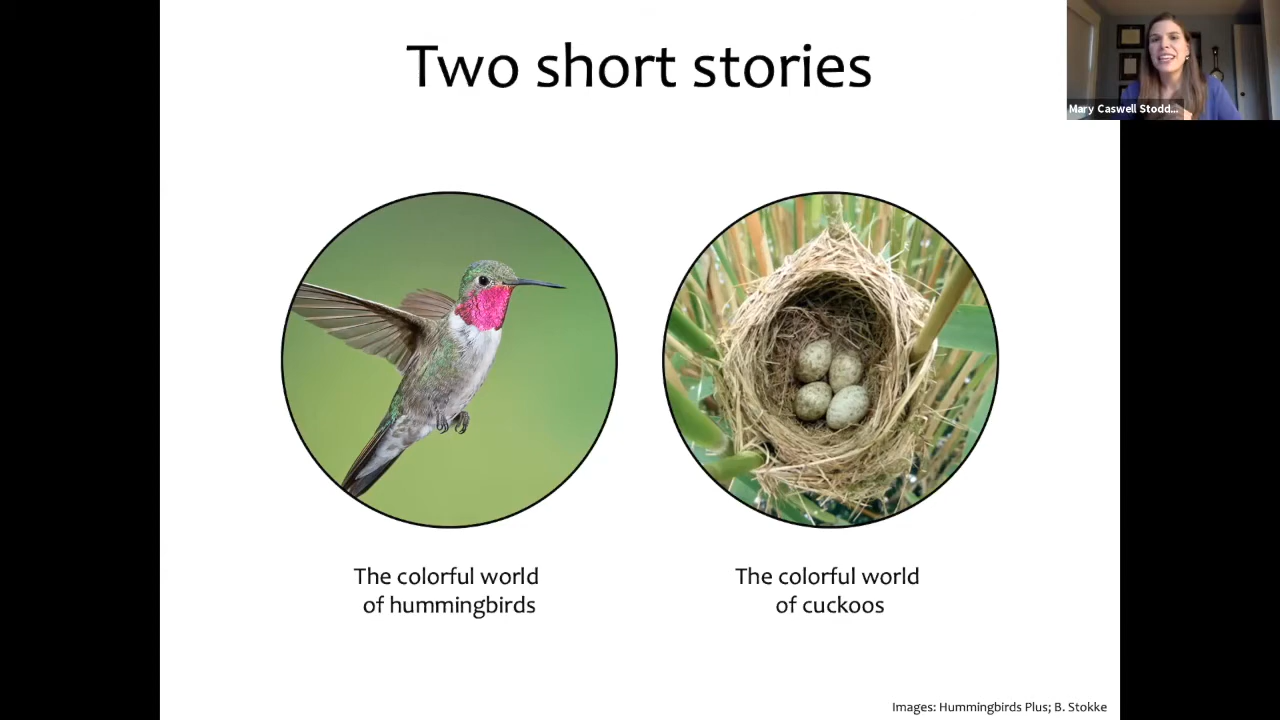 Two short stories
Mary Caswell Stodd...
The colorful world
of hummingbirds
The colorful world
of cuckoos
Images: Hummingbirds Plus; B. Stokke